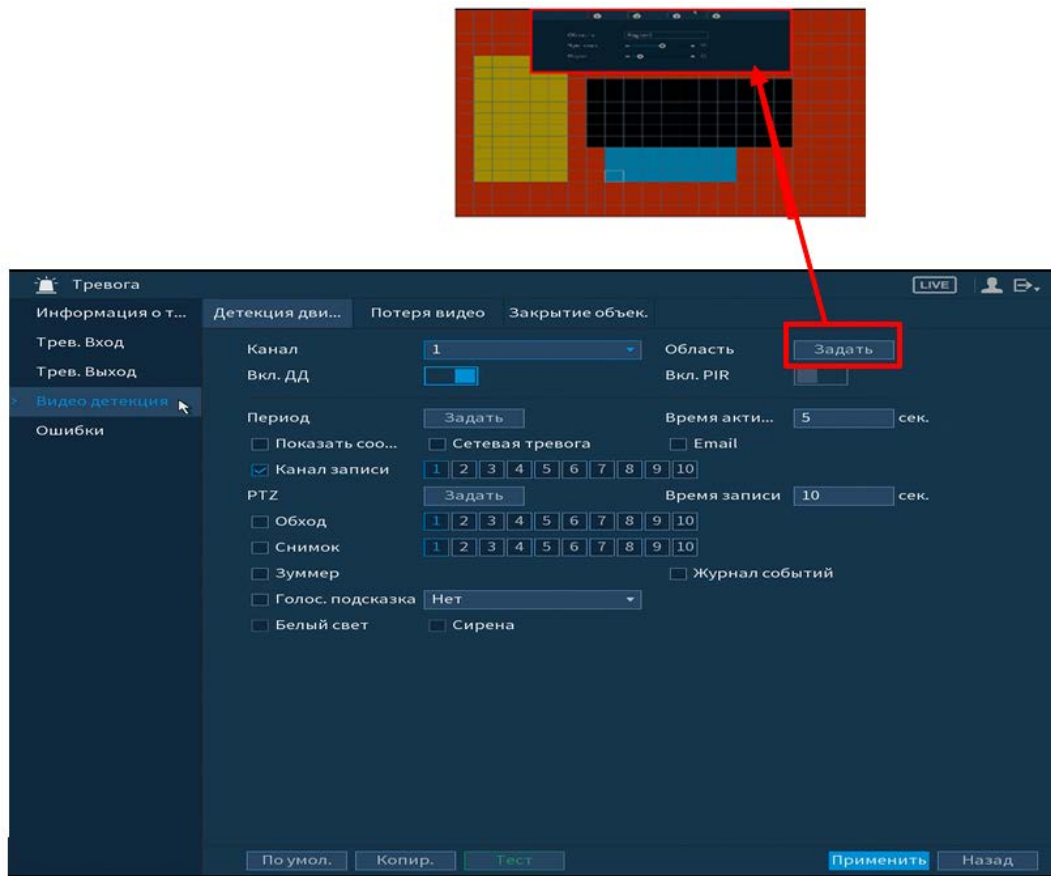 Тревога LIVE
Информация о т... Детекция дви... Потеря видео Закрытие объек.
Трев. Вход Канал 1 Область Задать
Трев. Выход Вкл. ДД Вкл. PIR
Видео детекция
Период Задать Время акти... 5 сек.
Ошибки
Показать соо... Сетевая тревога Email
Канал записи 1 2 3 4 5 6 7 8 9 10
PTZ Задать Время записи 10 сек.
Обход 1 2 3 4 5 6 7 8 9 10
Снимок 1 2 3 4 5 6 7 8 9 10
Зуммер Журнал событий
Голос. подсказка Нет
Белый свет Сирена
По умол. Копир. Тест Применить Назад